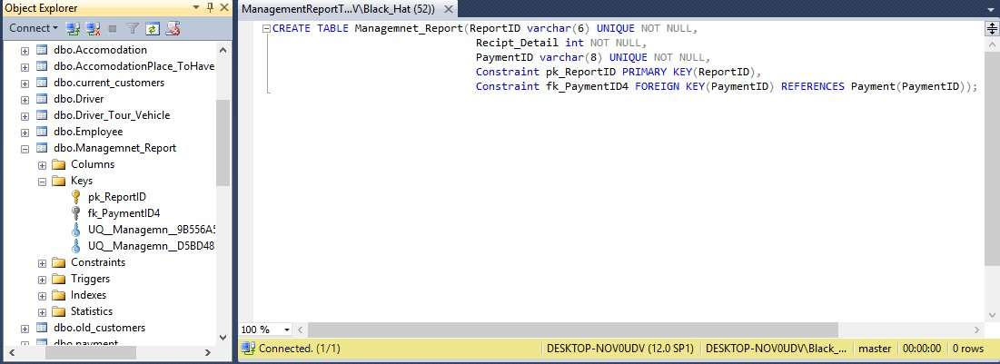 Object Explorer
Connect
dbo.Accomodation
dbo.AccomodationPlace_ToHave
dbo.current_customers
dbo.Driver
dbo.Driver_Tour_Vehicle
dbo.Employee
dbo.Managemnet_Report
Columns
Keys
pk_ReportID
fk_PaymentID4
UQ__Managemn__9B556A5
UQ__Managemn__D5BD48
Constraints
Triggers
Indexes
Statistics
dbo.old_customers
dbo.payment
ManagementReportT...V\Black_Hat (52))
CREATE TABLE Managemnet_Report(ReportID varchar(6) UNIQUE NOT NULL,
Recipt_Detail int NOT NULL,
PaymentID varchar(8) UNIQUE NOT NULL,
Constraint pk_ReportID PRIMARY KEY(ReportID),
Constraint fk_PaymentID4 FOREIGN KEY(PaymentID) REFERENCES Payment(PaymentID));
100 %
Connected. (1/1)
DESKTOP-NOV0UDV (12.0 SP1)
DESKTOP-NOV0UDV\Black_...
master
00:00:00
0 rows